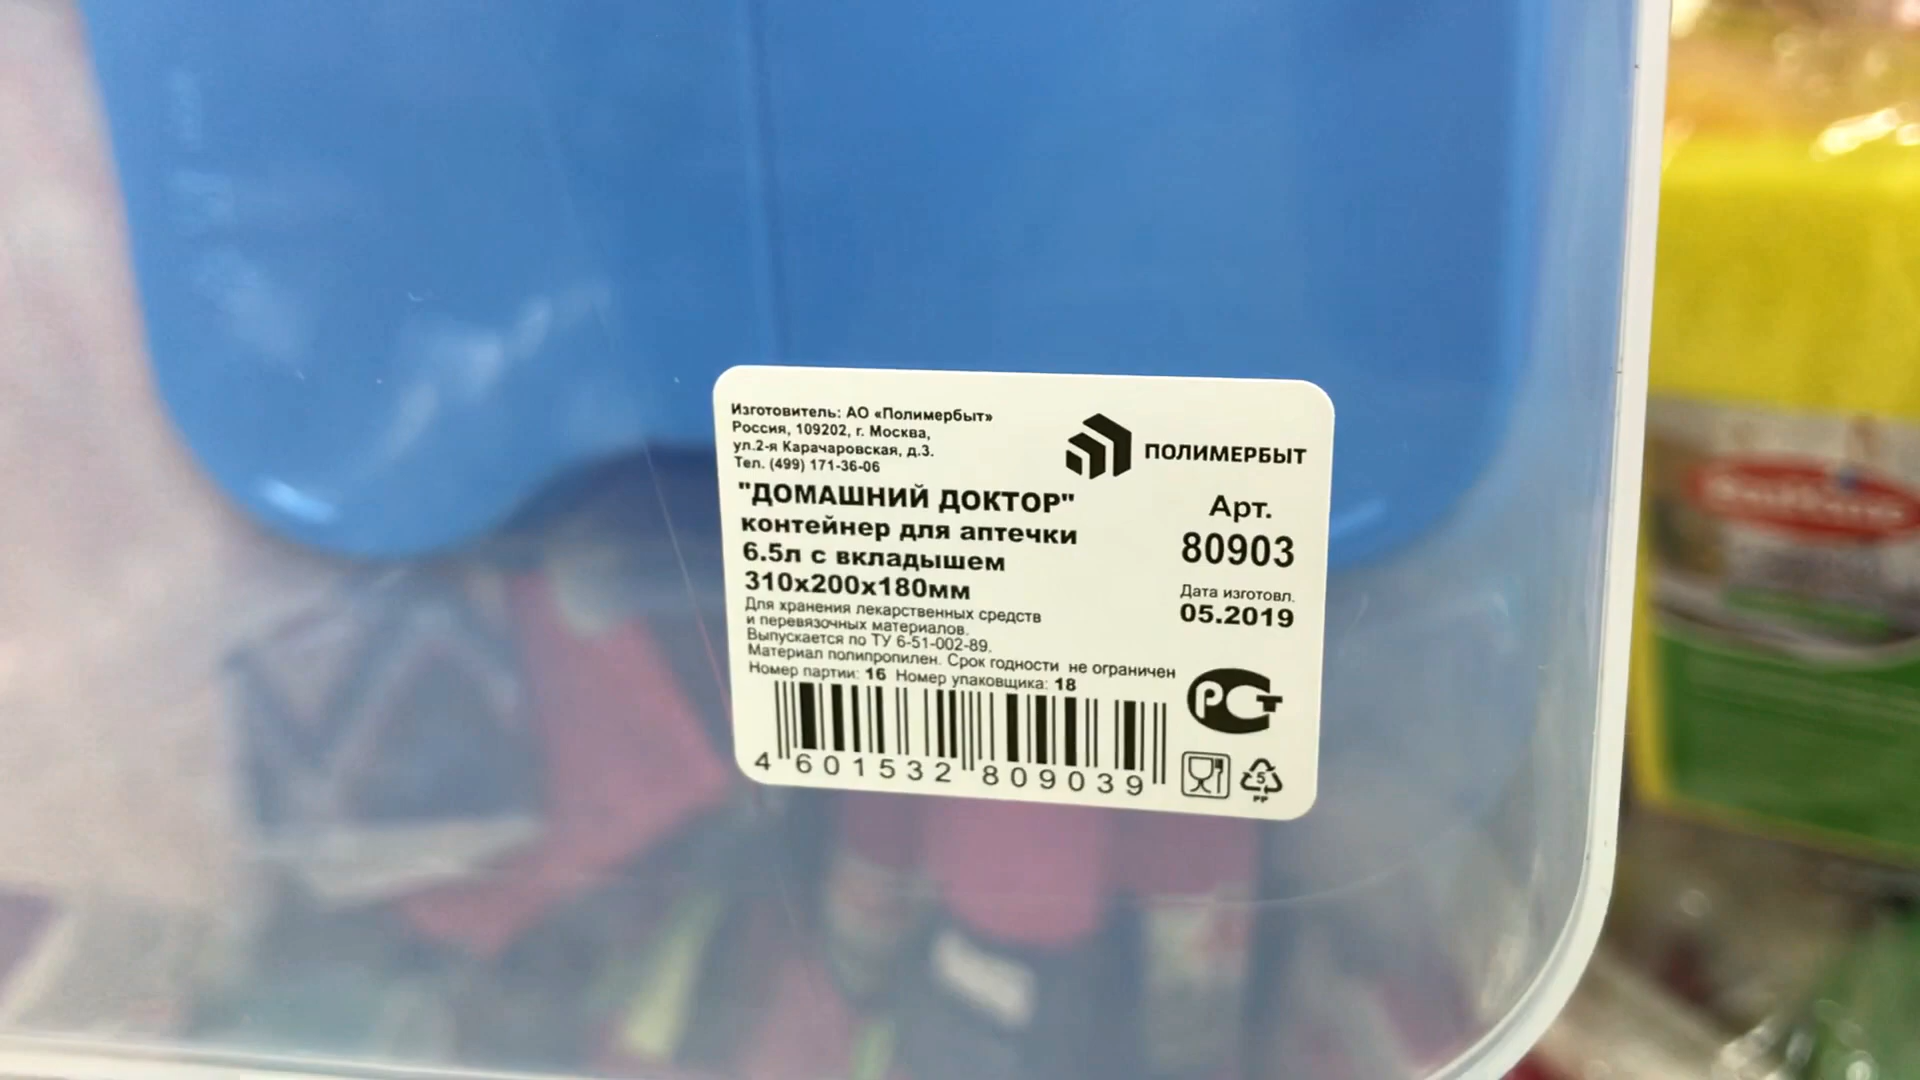 Изготовитель: АО «Полимербыт»
Россия, 109202, г. Москва,
ул.2-я Карачаровская, д.3.
Тел. (499) 171-36-06
ПОЛИМЕРБЫТ
"ДОМАШНИЙ ДОКТОР"
контейнер для аптечки
6.5л с вкладышем
310x200x180мм
Арт.
80903
Дата изготовл.
05.2019
Для хранения лекарственных средств
и перевязочных материалов.
Выпускается по ТУ 6-51-002-89.
Материал полипропилен. Срок годности не ограничен
Номер партии: 16 Номер упаковщика: 18
РСТ
4 601532 809039
5
PP